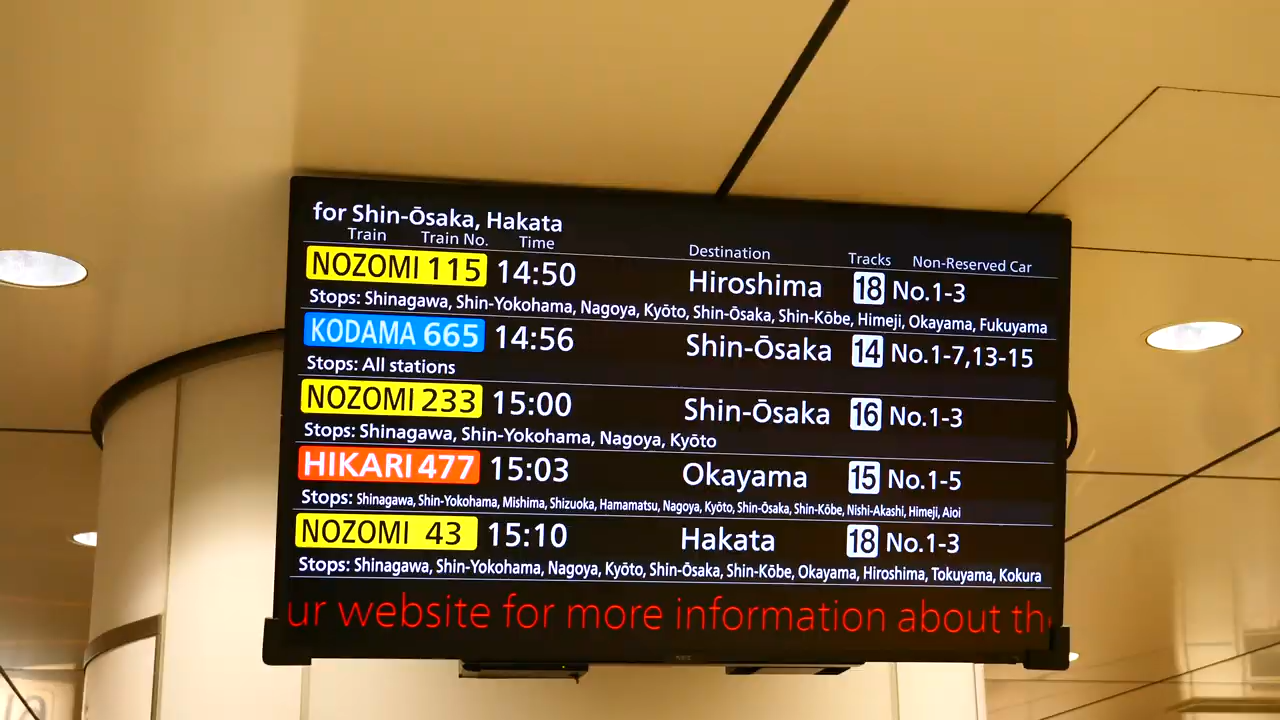 for Shin-Ōsaka, Hakata
Train Train No. Time Destination Tracks Non-Reserved Car
NOZOMI 115 14:50 Hiroshima 18 No.1-3
Stops: Shinagawa, Shin-Yokohama, Nagoya, Kyōto, Shin-Ōsaka, Shin-Kōbe, Himeji, Okayama, Fukuyama
KODAMA 665 14:56 Shin-Ōsaka 14 No.1-7,13-15
Stops: All stations
NOZOMI 233 15:00 Shin-Ōsaka 16 No.1-3
Stops: Shinagawa, Shin-Yokohama, Nagoya, Kyōto
HIKARI 477 15:03 Okayama 15 No.1-5
Stops: Shinagawa, Shin-Yokohama, Mishima, Shizuoka, Hamamatsu, Nagoya, Kyōto, Shin-Ōsaka, Shin-Kōbe, Nishi-Akashi, Himeji, Aioi
NOZOMI 43 15:10 Hakata 18 No.1-3
Stops: Shinagawa, Shin-Yokohama, Nagoya, Kyōto, Shin-Ōsaka, Shin-Kōbe, Okayama, Hiroshima, Tokuyama, Kokura
ur website for more information about th